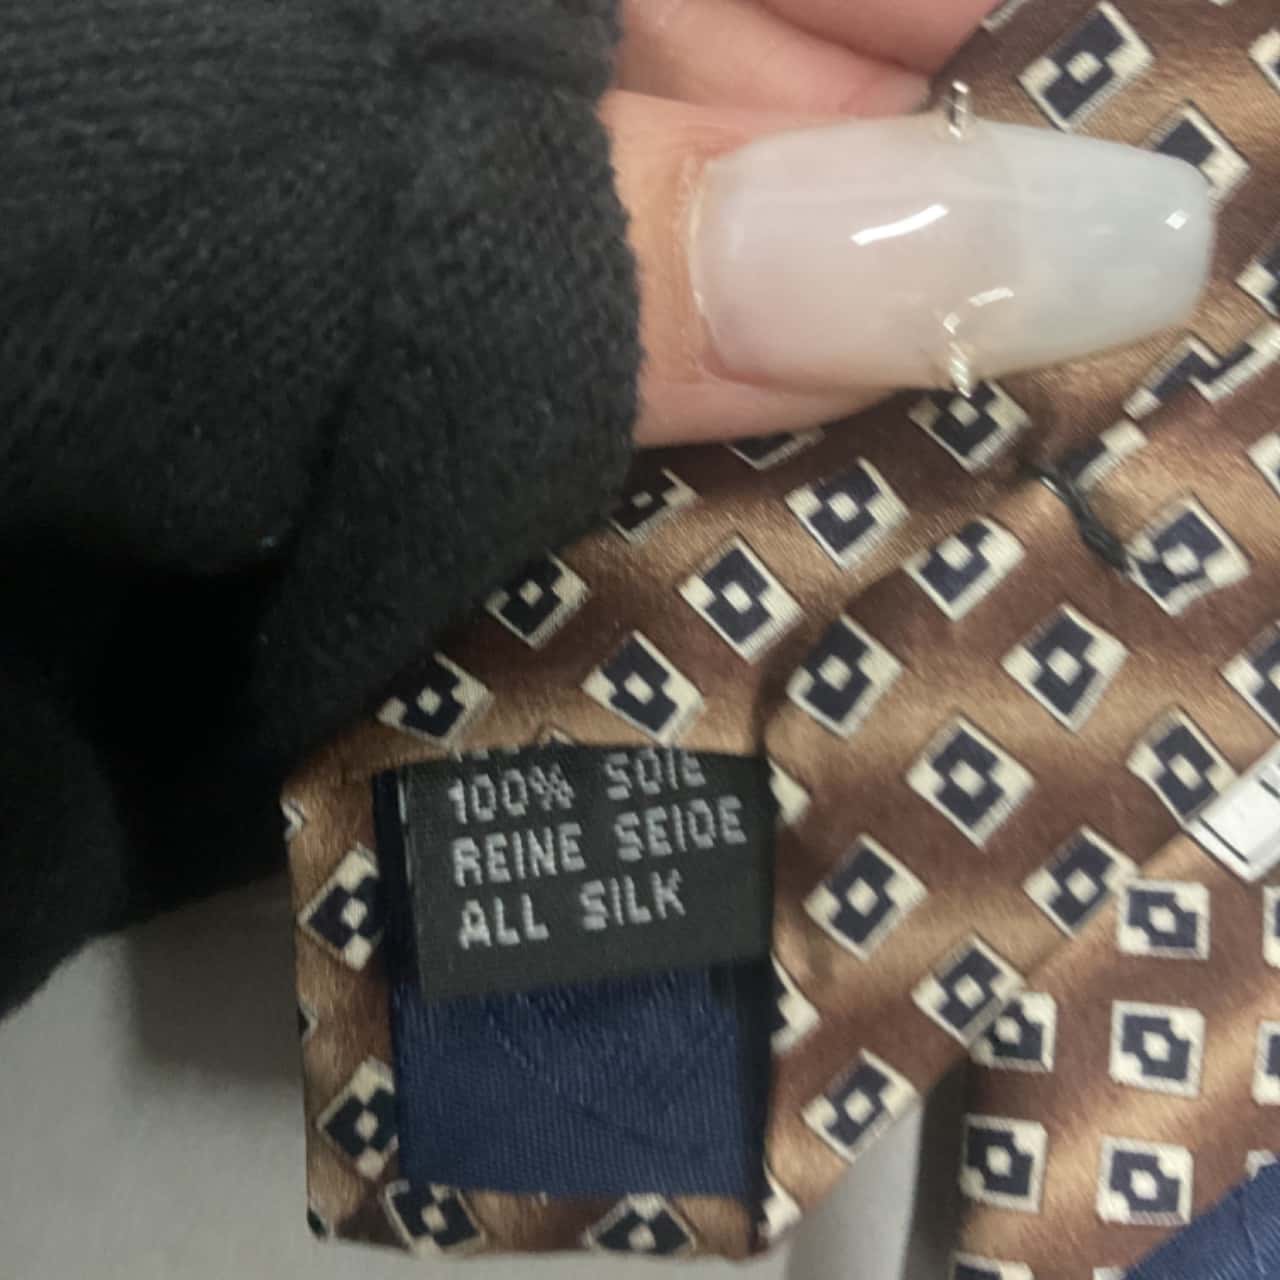 100% SOIE
REINE SEIDE
ALL SILK